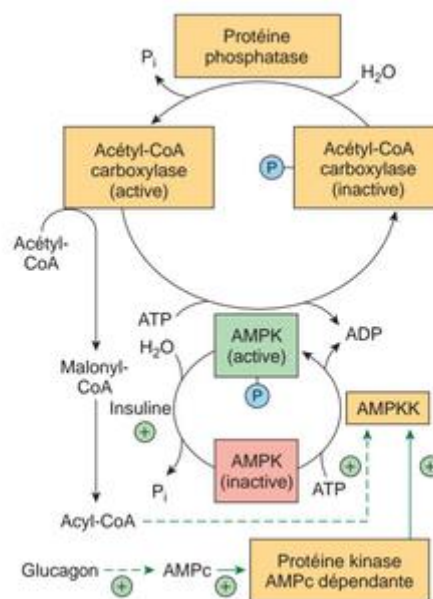 Protéine
phosphatase
Pi
H2O
Acétyl-CoA
carboxylase
(active)
P
Acétyl-CoA
carboxylase
(inactive)
Acétyl-
CoA
ATP
ADP
H2O
AMPK
(active)
P
Malonyl-
CoA
Insuline
+
AMPKK
AMPK
(inactive)
+
+
Pi
ATP
Acyl-CoA
Glucagon
+
AMPc
+
Protéine kinase
AMPc dépendante